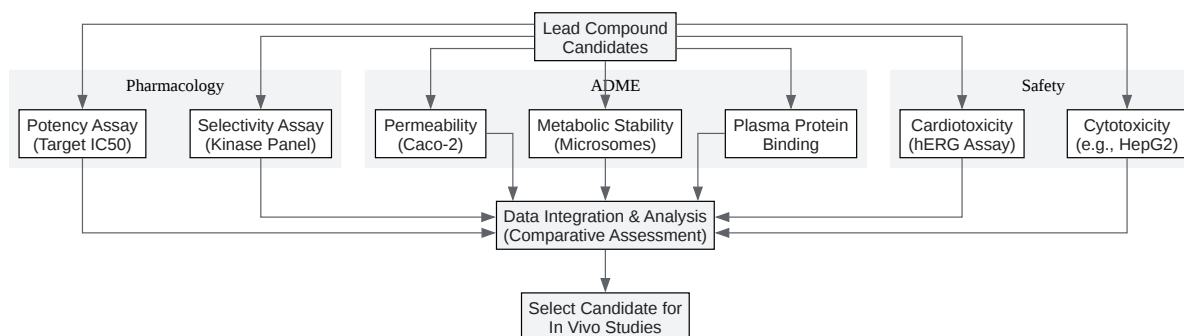 Lead Compound
Candidates
Pharmacology
ADME
Safety
Potency Assay
(Target IC50)
Selectivity Assay
(Kinase Panel)
Permeability
(Caco-2)
Metabolic Stability
(Microsomes)
Plasma Protein
Binding
Cardiotoxicity
(hERG Assay)
Cytotoxicity
(e.g., HepG2)
Data Integration & Analysis
(Comparative Assessment)
Select Candidate for
In Vivo Studies